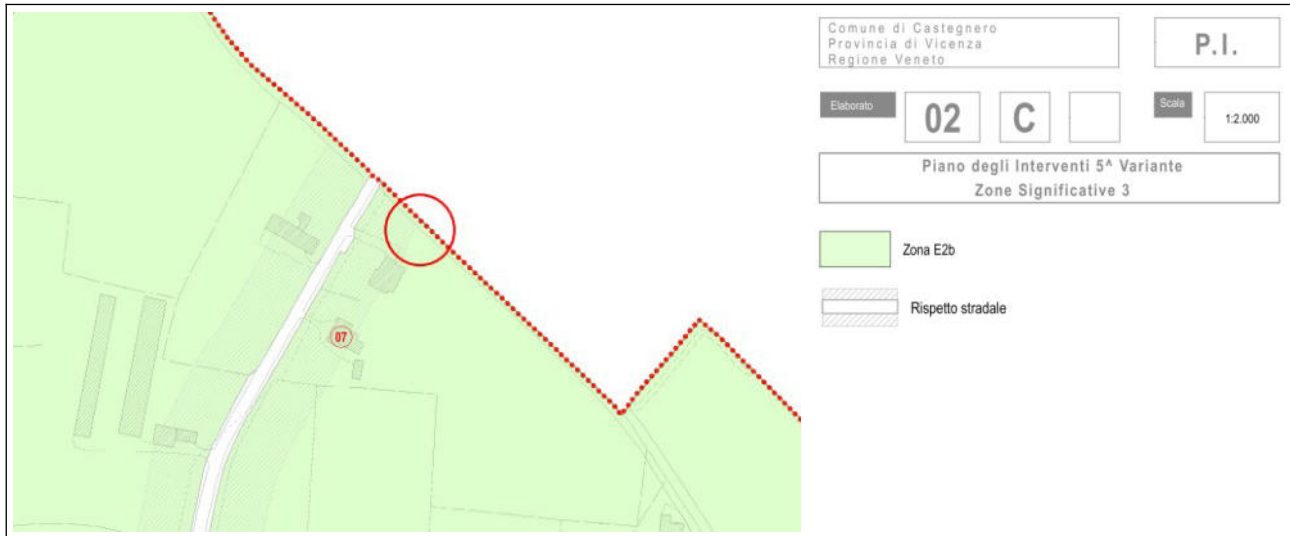 Comune di Castegnero
Provincia di Vicenza
Regione Veneto
P.I.
Elaborato
02
C
Scala
1:2.000
Piano degli Interventi 5^ Variante
Zone Significative 3
Zona E2b
Rispetto stradale
07